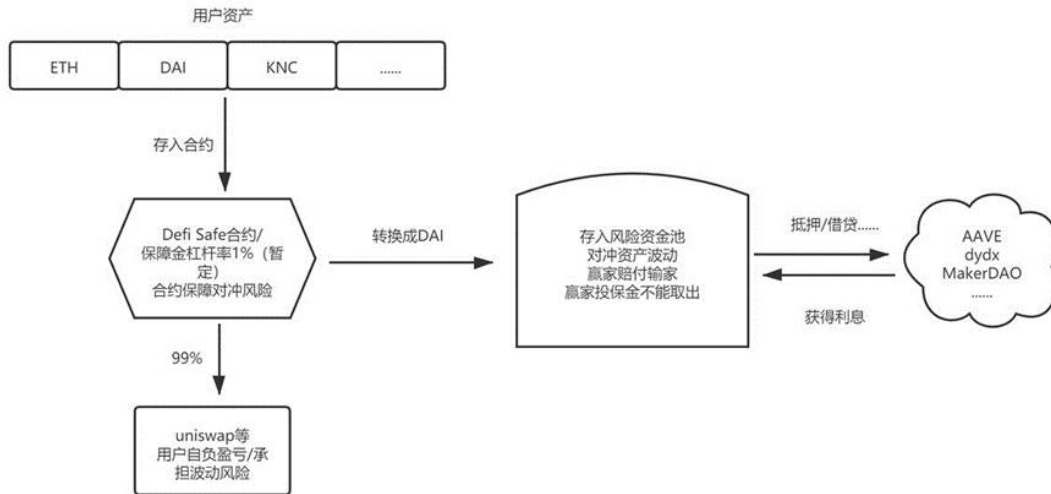 用户资产
ETH
DAI
KNC
......
存入合约
Defi Safe合约/
保障金杠杆率1%（暂
定）
合约保障对冲风险
转换成DAI
存入风险资金池
对冲资产波动
赢家赔付输家
赢家投保金不能取出
抵押/借贷......
获得利息
AAVE
dydx
MakerDAO
......
99%
uniswap等
用户自负盈亏/承
担波动风险